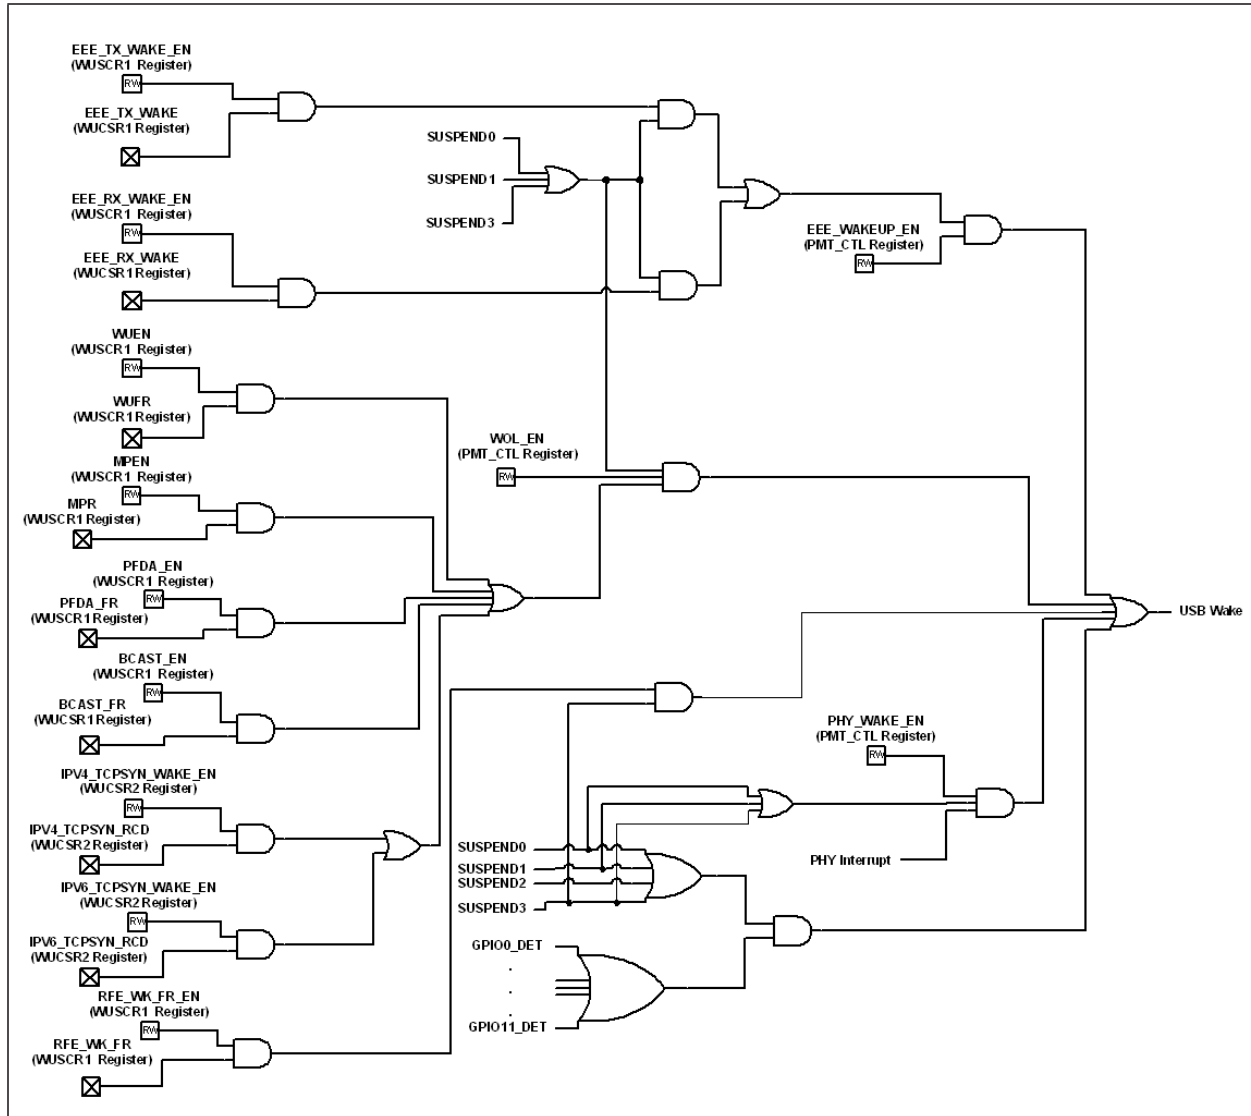 EEE_TX_WAKE_EN
(WUSCR1 Register)
RW
EEE_TX_WAKE
(WUCSR1 Register)
SUSPEND0
SUSPEND1
SUSPEND3
EEE_RX_WAKE_EN
(WUSCR1 Register)
RW
EEE_RX_WAKE
(WUCSR1 Register)
EEE_WAKEUP_EN
(PMT_CTL Register)
RW
WUEN
(WUSCR1 Register)
RW
WUFR
(WUSCR1 Register)
WOL_EN
(PMT_CTL Register)
RW
MPEN
(WUSCR1 Register)
RW
MPR
(WUSCR1 Register)
PFDA_EN
(WUSCR1 Register)
RW
PFDA_FR
(WUSCR1 Register)
USB Wake
BCAST_EN
(WUSCR1 Register)
RW
BCAST_FR
(WUCSR1 Register)
PHY_WAKE_EN
(PMT_CTL Register)
RW
IPV4_TCPSYN_WAKE_EN
(WUCSR2 Register)
RW
IPV4_TCPSYN_RCD
(WUCSR2 Register)
SUSPEND0
SUSPEND1
SUSPEND2
SUSPEND3
PHY Interrupt
IPV6_TCPSYN_WAKE_EN
(WUCSR2 Register)
RW
IPV6_TCPSYN_RCD
(WUCSR2 Register)
GPIO0_DET
.
.
.
GPIO11_DET
RFE_WK_FR_EN
(WUSCR1 Register)
RW
RFE_WK_FR
(WUSCR1 Register)